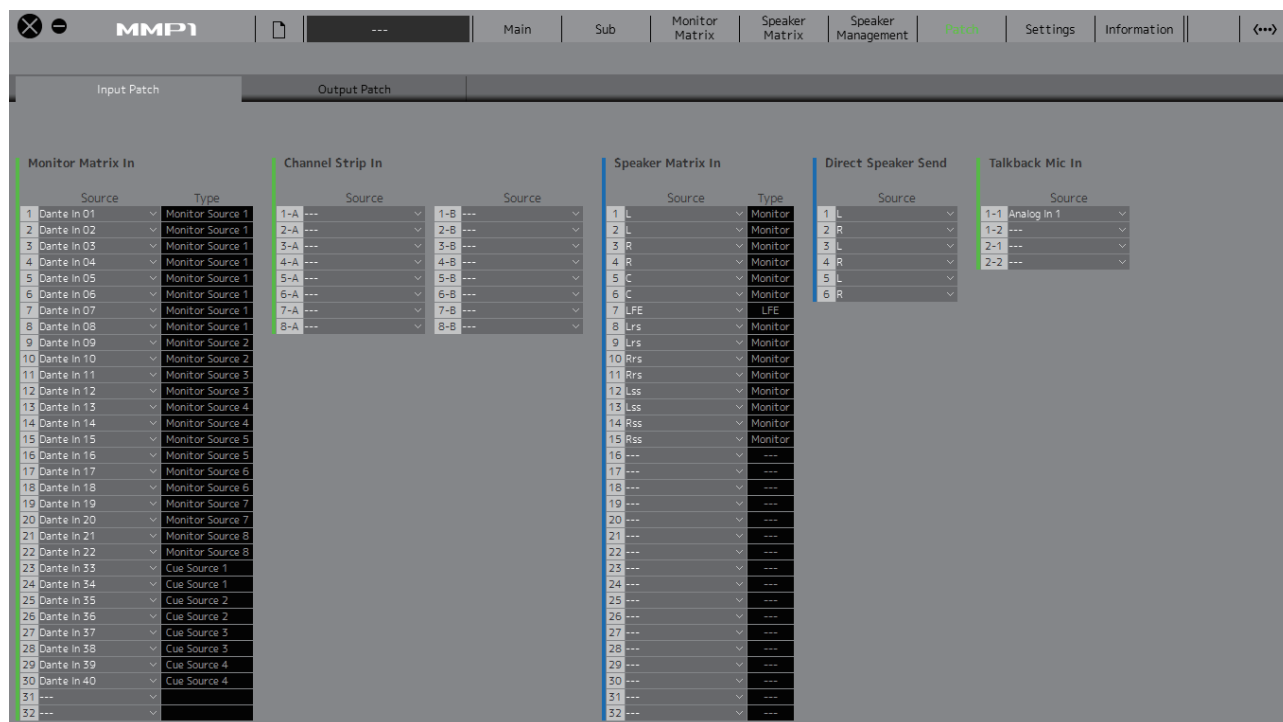 MMP1
---
Main
Sub
Monitor Matrix
Speaker Matrix
Speaker Management
Patch
Settings
Information
Input Patch
Output Patch
Monitor Matrix In
Source Type
1 Dante In 01 Monitor Source 1
2 Dante In 02 Monitor Source 1
3 Dante In 03 Monitor Source 1
4 Dante In 04 Monitor Source 1
5 Dante In 05 Monitor Source 1
6 Dante In 06 Monitor Source 1
7 Dante In 07 Monitor Source 1
8 Dante In 08 Monitor Source 1
9 Dante In 09 Monitor Source 2
10 Dante In 10 Monitor Source 2
11 Dante In 11 Monitor Source 3
12 Dante In 12 Monitor Source 3
13 Dante In 13 Monitor Source 4
14 Dante In 14 Monitor Source 4
15 Dante In 15 Monitor Source 5
16 Dante In 16 Monitor Source 5
17 Dante In 17 Monitor Source 6
18 Dante In 18 Monitor Source 6
19 Dante In 19 Monitor Source 7
20 Dante In 20 Monitor Source 7
21 Dante In 21 Monitor Source 8
22 Dante In 22 Monitor Source 8
23 Dante In 33 Cue Source 1
24 Dante In 34 Cue Source 1
25 Dante In 35 Cue Source 2
26 Dante In 36 Cue Source 2
27 Dante In 37 Cue Source 3
28 Dante In 38 Cue Source 3
29 Dante In 39 Cue Source 4
30 Dante In 40 Cue Source 4
31 ---
32 ---
Channel Strip In
Source Source
1-A --- 1-B ---
2-A --- 2-B ---
3-A --- 3-B ---
4-A --- 4-B ---
5-A --- 5-B ---
6-A --- 6-B ---
7-A --- 7-B ---
8-A --- 8-B ---
Speaker Matrix In
Source Type
1 L Monitor
2 L Monitor
3 R Monitor
4 R Monitor
5 C Monitor
6 C Monitor
7 LFE LFE
8 Lrs Monitor
9 Lrs Monitor
10 Rrs Monitor
11 Rrs Monitor
12 Lss Monitor
13 Lss Monitor
14 Rss Monitor
15 Rss Monitor
16 --- ---
17 --- ---
18 --- ---
19 --- ---
20 --- ---
21 --- ---
22 --- ---
23 --- ---
24 --- ---
25 --- ---
26 --- ---
27 --- ---
28 --- ---
29 --- ---
30 --- ---
31 --- ---
32 --- ---
Direct Speaker Send
Source
1 L
2 R
3 L
4 R
5 L
6 R
Talkback Mic In
Source
1-1 Analog In 1
1-2 ---
2-1 ---
2-2 ---